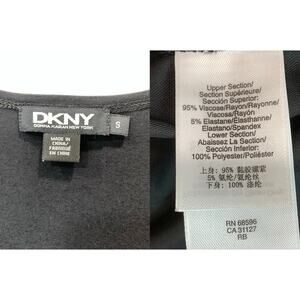 DKNY
DONNA KARAN NEW YORK
S
MADE IN
CHINA/
FABRIQUÉ
EN CHINE
Upper Section/
Section Supérieure/
Sección Superior:
95% Viscose/Rayon/Rayonne/
Viscosa/Rayón
5% Elastane/Élasthanne/
Elastano/Spandex
Lower Section/
Abaissez La Section/
Sección Inferior:
100% Polyester/Poliéster
上身: 95% 黏胶纤维
5% 氨纶/氨纶丝
下身: 100% 涤纶
RN 68596
CA 31127
RB